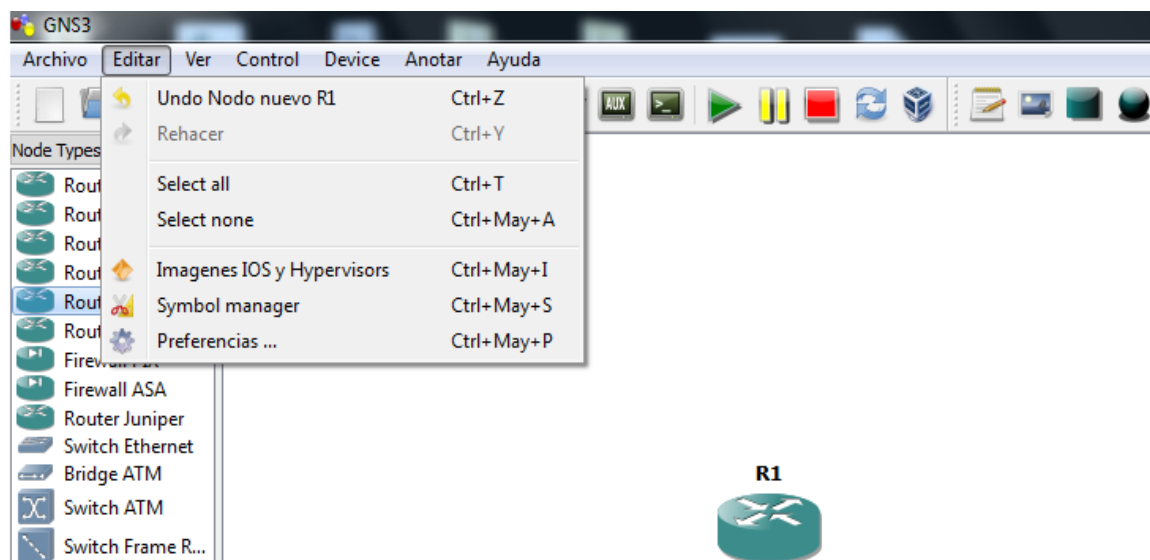 GNS3
Archivo Editar Ver Control Device Anotar Ayuda
Undo Nodo nuevo R1 Ctrl+Z
Rehacer Ctrl+Y
Select all Ctrl+T
Select none Ctrl+May+A
Imagenes IOS y Hypervisors Ctrl+May+I
Symbol manager Ctrl+May+S
Preferencias ... Ctrl+May+P
AUX
Node Types
Rout
Rout
Rout
Rout
Rout
Rout
Firewall PIX
Firewall ASA
Router Juniper
Switch Ethernet
Bridge ATM
Switch ATM
Switch Frame R...
R1